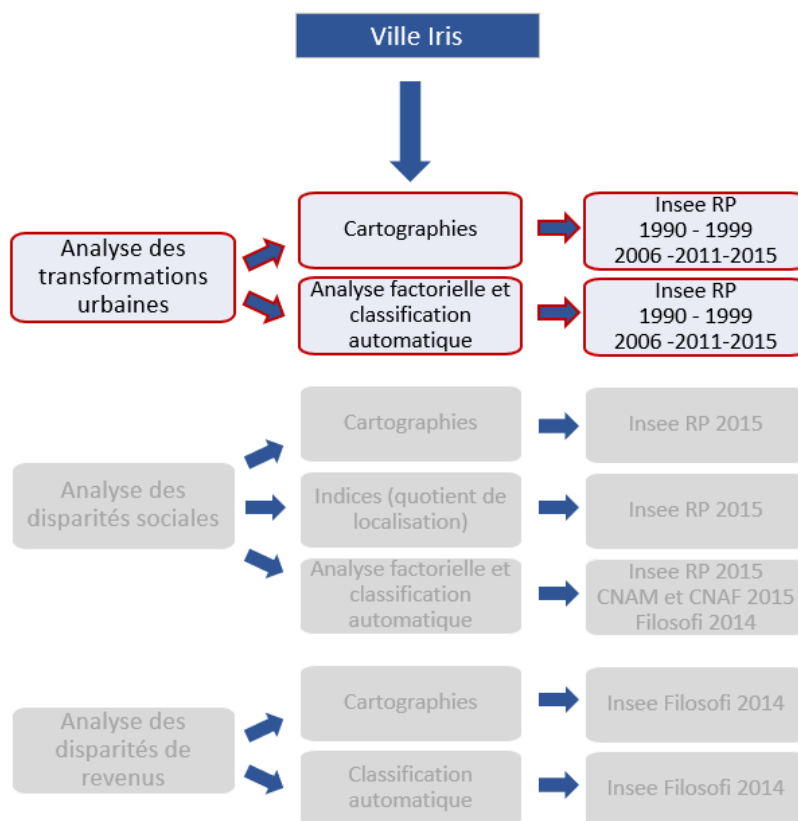 Ville Iris
Analyse des
transformations
urbaines
Cartographies
Insee RP
1990 - 1999
2006 -2011-2015
Analyse factorielle et
classification
automatique
Insee RP
1990 - 1999
2006 -2011-2015
Analyse des
disparités sociales
Cartographies
Insee RP 2015
Indices (quotient de
localisation)
Insee RP 2015
Analyse factorielle et
classification
automatique
Insee RP 2015
CNAM et CNAF 2015
Filosofi 2014
Analyse des
disparités de
revenus
Cartographies
Insee Filosofi 2014
Classification
automatique
Insee Filosofi 2014